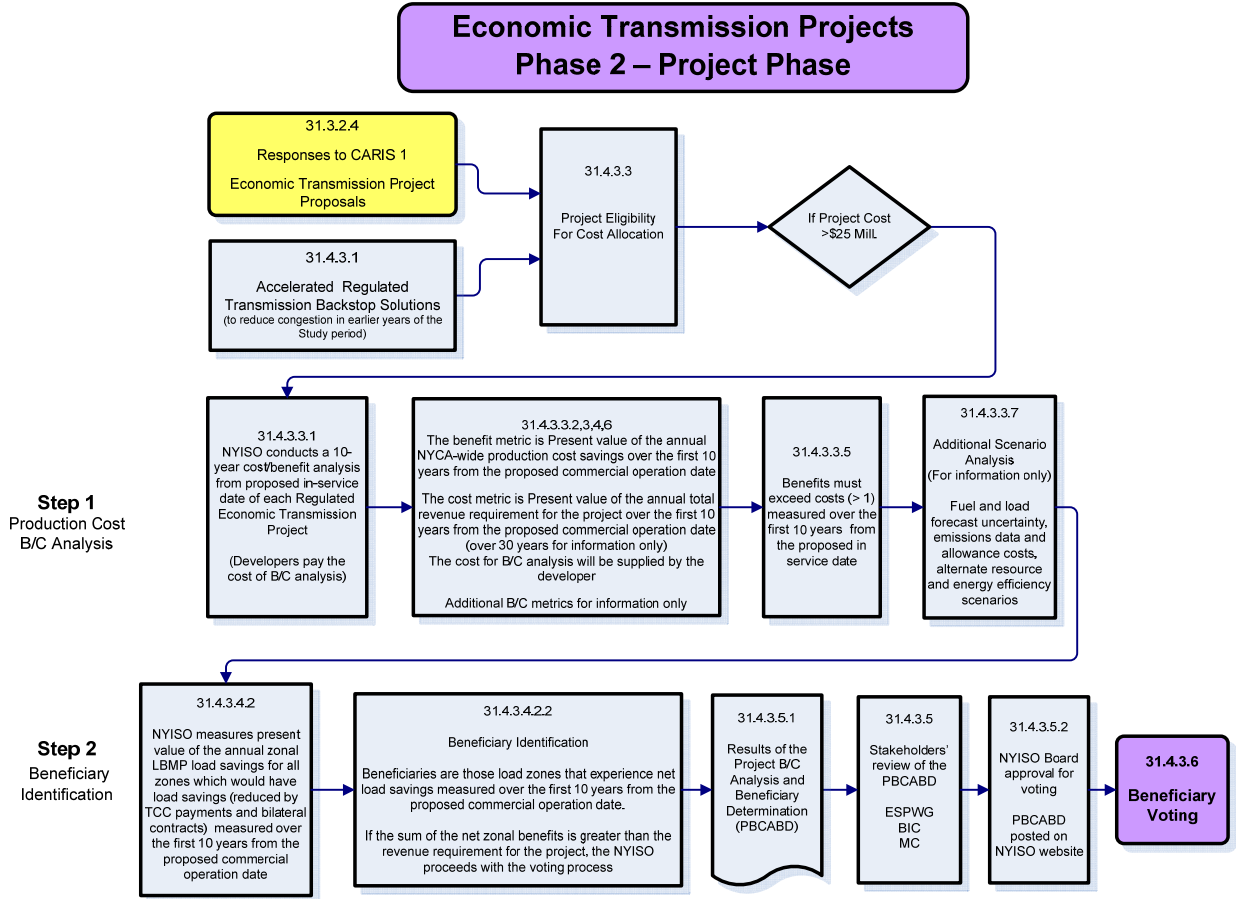 Economic Transmission Projects
Phase 2 – Project Phase
31.3.2.4
Responses to CARIS 1
Economic Transmission Project
Proposals
31.4.3.1
Accelerated Regulated
Transmission Backstop Solutions
(to reduce congestion in earlier years of the
Study period)
31.4.3.3
Project Eligibility
For Cost Allocation
If Project Cost
>$25 Mill.
Step 1
Production Cost
B/C Analysis
31.4.3.3.1
NYISO conducts a 10-
year cost/benefit analysis
from proposed in-service
date of each Regulated
Economic Transmission
Project
(Developers pay the
cost of B/C analysis)
31.4.3.3.2,3,4,6
The benefit metric is Present value of the annual
NYCA-wide production cost savings over the first 10
years from the proposed commercial operation date
The cost metric is Present value of the annual total
revenue requirement for the project over the first 10
years from the proposed commercial operation date
(over 30 years for information only)
The cost for B/C analysis will be supplied by the
developer
Additional B/C metrics for information only
31.4.3.3.5
Benefits must
exceed costs (> 1)
measured over the
first 10 years from
the proposed in
service date
31.4.3.3.7
Additional Scenario
Analysis
(For information only)
Fuel and load
forecast uncertainty,
emissions data and
allowance costs,
alternate resource
and energy efficiency
scenarios
Step 2
Beneficiary
Identification
31.4.3.4.2
NYISO measures present
value of the annual zonal
LBMP load savings for all
zones which would have
load savings (reduced by
TCC payments and bilateral
contracts) measured over
the first 10 years from the
proposed commercial
operation date
31.4.3.4.2.2
Beneficiary Identification
Beneficiaries are those load zones that experience net
load savings measured over the first 10 years from the
proposed commercial operation date.
If the sum of the net zonal benefits is greater than the
revenue requirement for the project, the NYISO
proceeds with the voting process
31.4.3.5.1
Results of the
Project B/C
Analysis and
Beneficiary
Determination
(PBCABD)
31.4.3.5
Stakeholders'
review of the
PBCABD
ESPWG
BIC
MC
31.4.3.5.2
NYISO Board
approval for
voting
PBCABD
posted on
NYISO website
31.4.3.6
Beneficiary
Voting